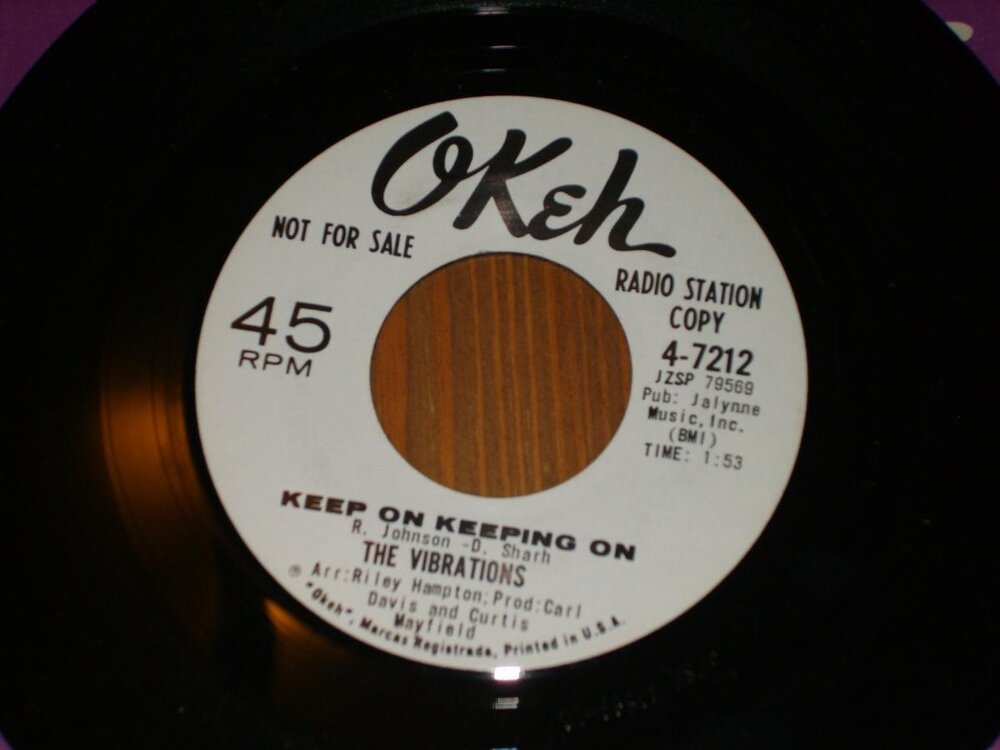 OKeh
NOT FOR SALE
45
RPM
RADIO STATION
COPY
4-7212
JZSP 79569
Pub: Jalynne
Music, Inc.
(BMI)
TIME: 1:53
KEEP ON KEEPING ON
R. Johnson -D. Sharh
THE VIBRATIONS
Arr: Riley Hampton; Prod: Carl
Davis and Curtis
Mayfield
® "Okeh", Marcas Registrada, Printed in U.S.A.